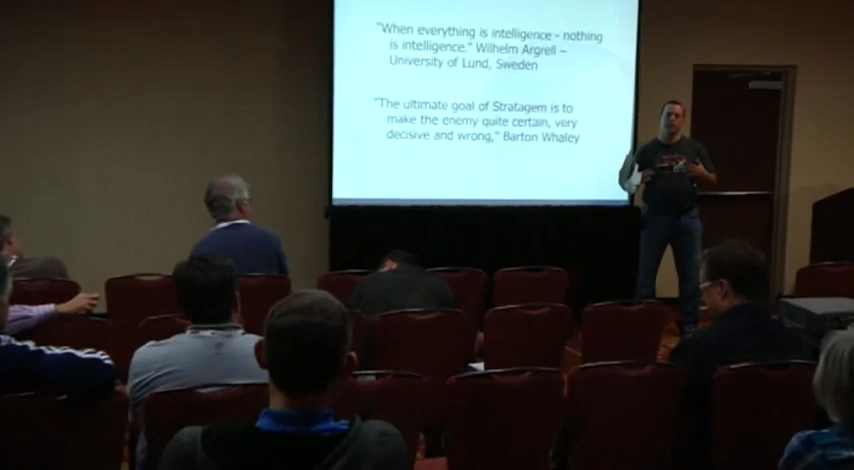 "When everything is intelligence - nothing
is intelligence." Wilhelm Argrell –
University of Lund, Sweden
"The ultimate goal of Stratagem is to
make the enemy quite certain, very
decisive and wrong," Barton Whaley